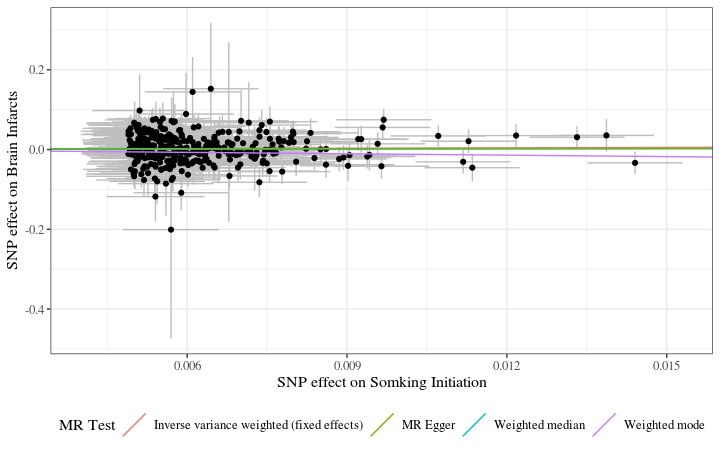 0.2
0.0
-0.2
-0.4
SNP effect on Brain Infarcts
0.006 0.009 0.012 0.015
SNP effect on Somking Initiation
MR Test Inverse variance weighted (fixed effects) MR Egger Weighted median Weighted mode